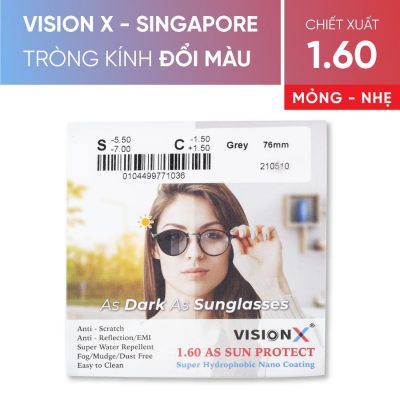 VISION X - SINGAPORE
TRÒNG KÍNH ĐỔI MÀU
CHIẾT XUẤT
1.60
MỎNG - NHẸ
S -5.50 -7.00 C -1.50 +1.50 Grey 76mm
0104499771036
210510
As Dark As Sunglasses
Anti - Scratch
Anti - Reflection/EMI
Super Water Repellent
Fog/Mudge/Dust Free
Easy to Clean
VISION X®
1.60 AS SUN PROTECT
Super Hydrophobic Nano Coating